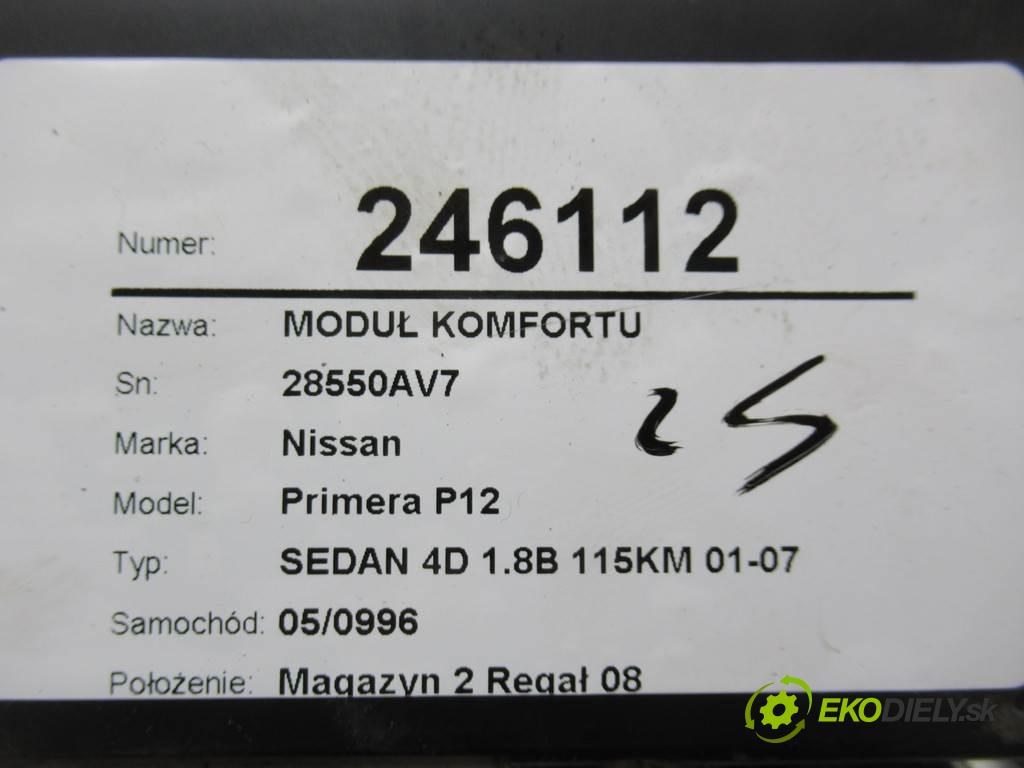 Numer: 246112
Nazwa: MODUŁ KOMFORTU
Sn: 28550AV7
Marka: Nissan
Model: Primera P12
Typ: SEDAN 4D 1.8B 115KM 01-07
Samochód: 05/0996
Położenie: Magazyn 2 Regał 08
EKODIELY.sk